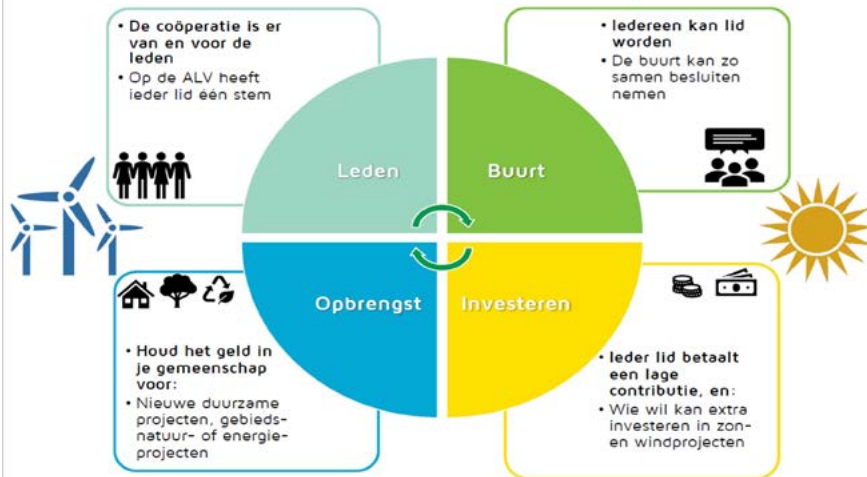 • De coöperatie is er
van en voor de
leden
• Op de ALV heeft
ieder lid één stem
• Iedereen kan lid
worden
• De buurt kan zo
samen besluiten
nemen
Leden
Buurt
Opbrengst
Investeren
• Houd het geld in
je gemeenschap
voor:
• Nieuwe duurzame
projecten, gebieds-
natuur- of energie-
projecten
• Ieder lid betaalt
een lage
contributie, en:
• Wie wil kan extra
investeren in zon-
en windprojecten